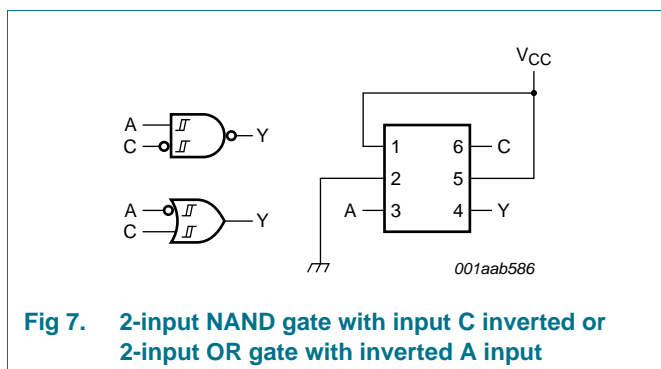 VCC
A
C
Y
A
C
Y
1
6
C
2
5
A
3
4
Y
001aab586
Fig 7. 2-input NAND gate with input C inverted or
2-input OR gate with inverted A input